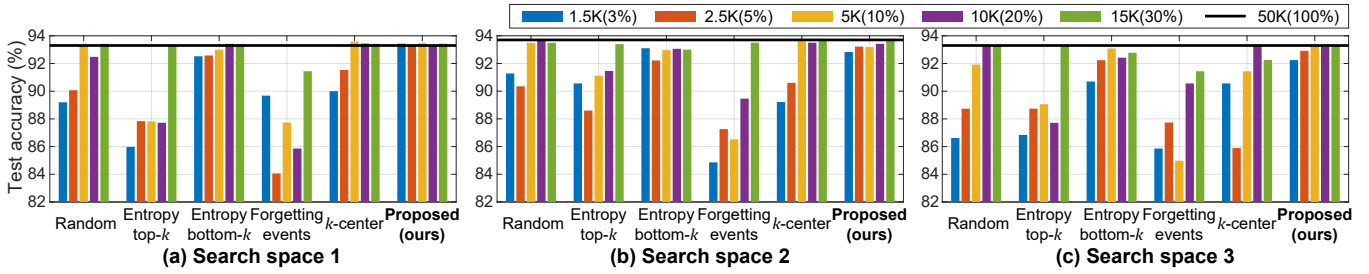 1.5K(3%) 2.5K(5%) 5K(10%) 10K(20%) 15K(30%) 50K(100%)
Test accuracy (%)
94
92
90
88
86
84
82
Random Entropy top-k Entropy bottom-k Forgetting events k-center Proposed (ours)
(a) Search space 1
94
92
90
88
86
84
82
Random Entropy top-k Entropy bottom-k Forgetting events k-center Proposed (ours)
(b) Search space 2
94
92
90
88
86
84
82
Random Entropy top-k Entropy bottom-k Forgetting events k-center Proposed (ours)
(c) Search space 3